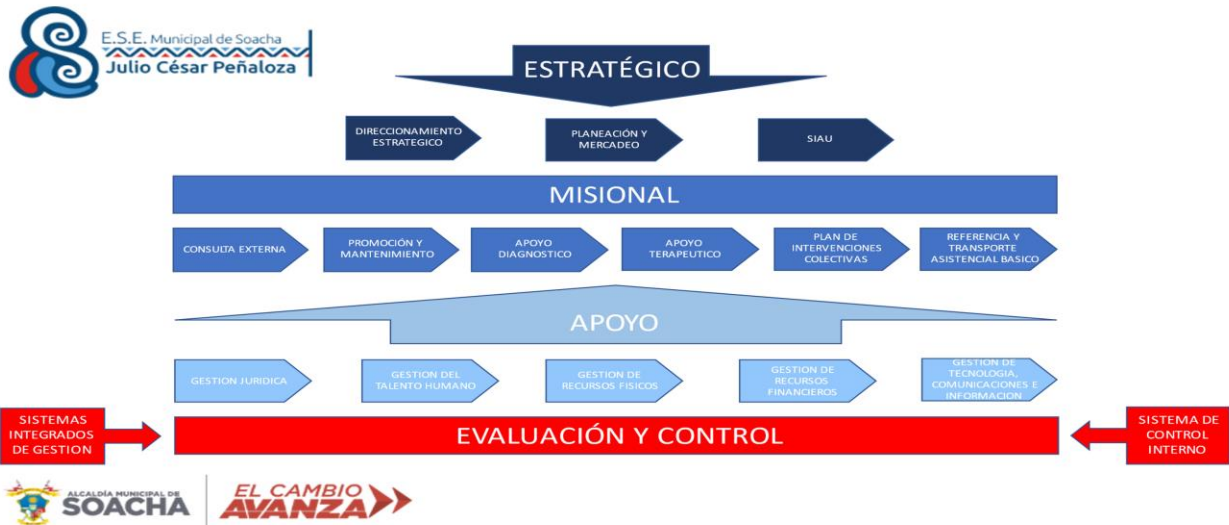 E.S.E. Municipal de Soacha
Julio César Peñaloza
ESTRATÉGICO
DIRECCIONAMIENTO
ESTRATEGICO
PLANEACIÓN Y
MERCADEO
SIAU
MISIONAL
CONSULTA EXTERNA
PROMOCIÓN Y
MANTENIMIENTO
APOYO
DIAGNOSTICO
APOYO
TERAPEUTICO
PLAN DE
INTERVENCIONES
COLECTIVAS
REFERENCIA Y
TRANSPORTE
ASISTENCIAL BASICO
APOYO
GESTION JURIDICA
GESTION DEL
TALENTO HUMANO
GESTION DE
RECURSOS FISICOS
GESTION DE
RECURSOS
FINANCIEROS
GESTION DE
TECNOLOGIA,
COMUNICACIONES E
INFORMACION
SISTEMAS
INTEGRADOS
DE GESTION
EVALUACIÓN Y CONTROL
SISTEMA DE
CONTROL
INTERNO
ALCALDÍA MUNICIPAL DE
SOACHA
EL CAMBIO
AVANZA